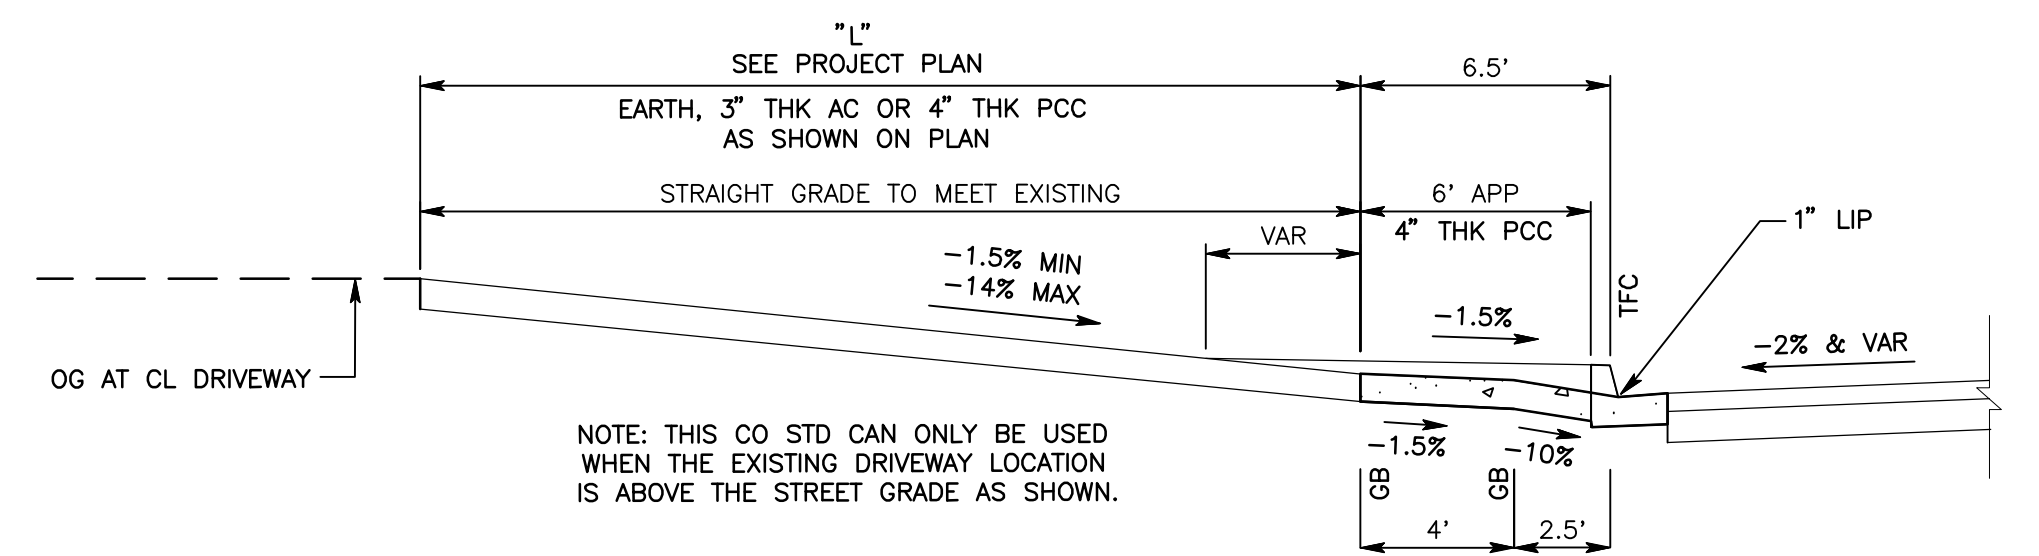 "L"
SEE PROJECT PLAN
6.5'
EARTH, 3" THK AC OR 4" THK PCC
AS SHOWN ON PLAN
STRAIGHT GRADE TO MEET EXISTING
6' APP
4" THK PCC
VAR
1" LIP
-1.5% MIN
-14% MAX
TFC
-1.5%
-2% & VAR
OG AT CL DRIVEWAY
NOTE: THIS CO STD CAN ONLY BE USED
WHEN THE EXISTING DRIVEWAY LOCATION
IS ABOVE THE STREET GRADE AS SHOWN.
-1.5%
-10%
GB
GB
4'
2.5'